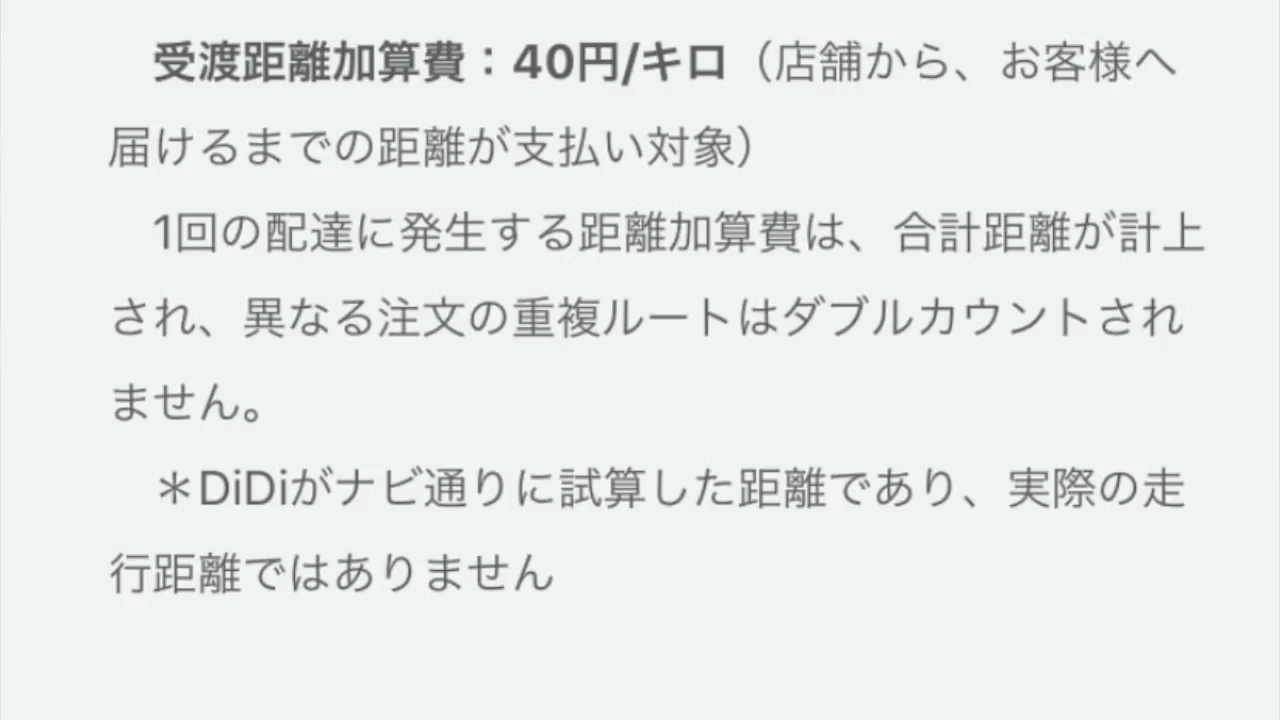 受渡距離加算費：40円/キロ（店舗から、お客様へ
届けるまでの距離が支払い対象）
1回の配達に発生する距離加算費は、合計距離が計上
され、異なる注文の重複ルートはダブルカウントされ
ません。
＊DiDiがナビ通りに試算した距離であり、実際の走
行距離ではありません